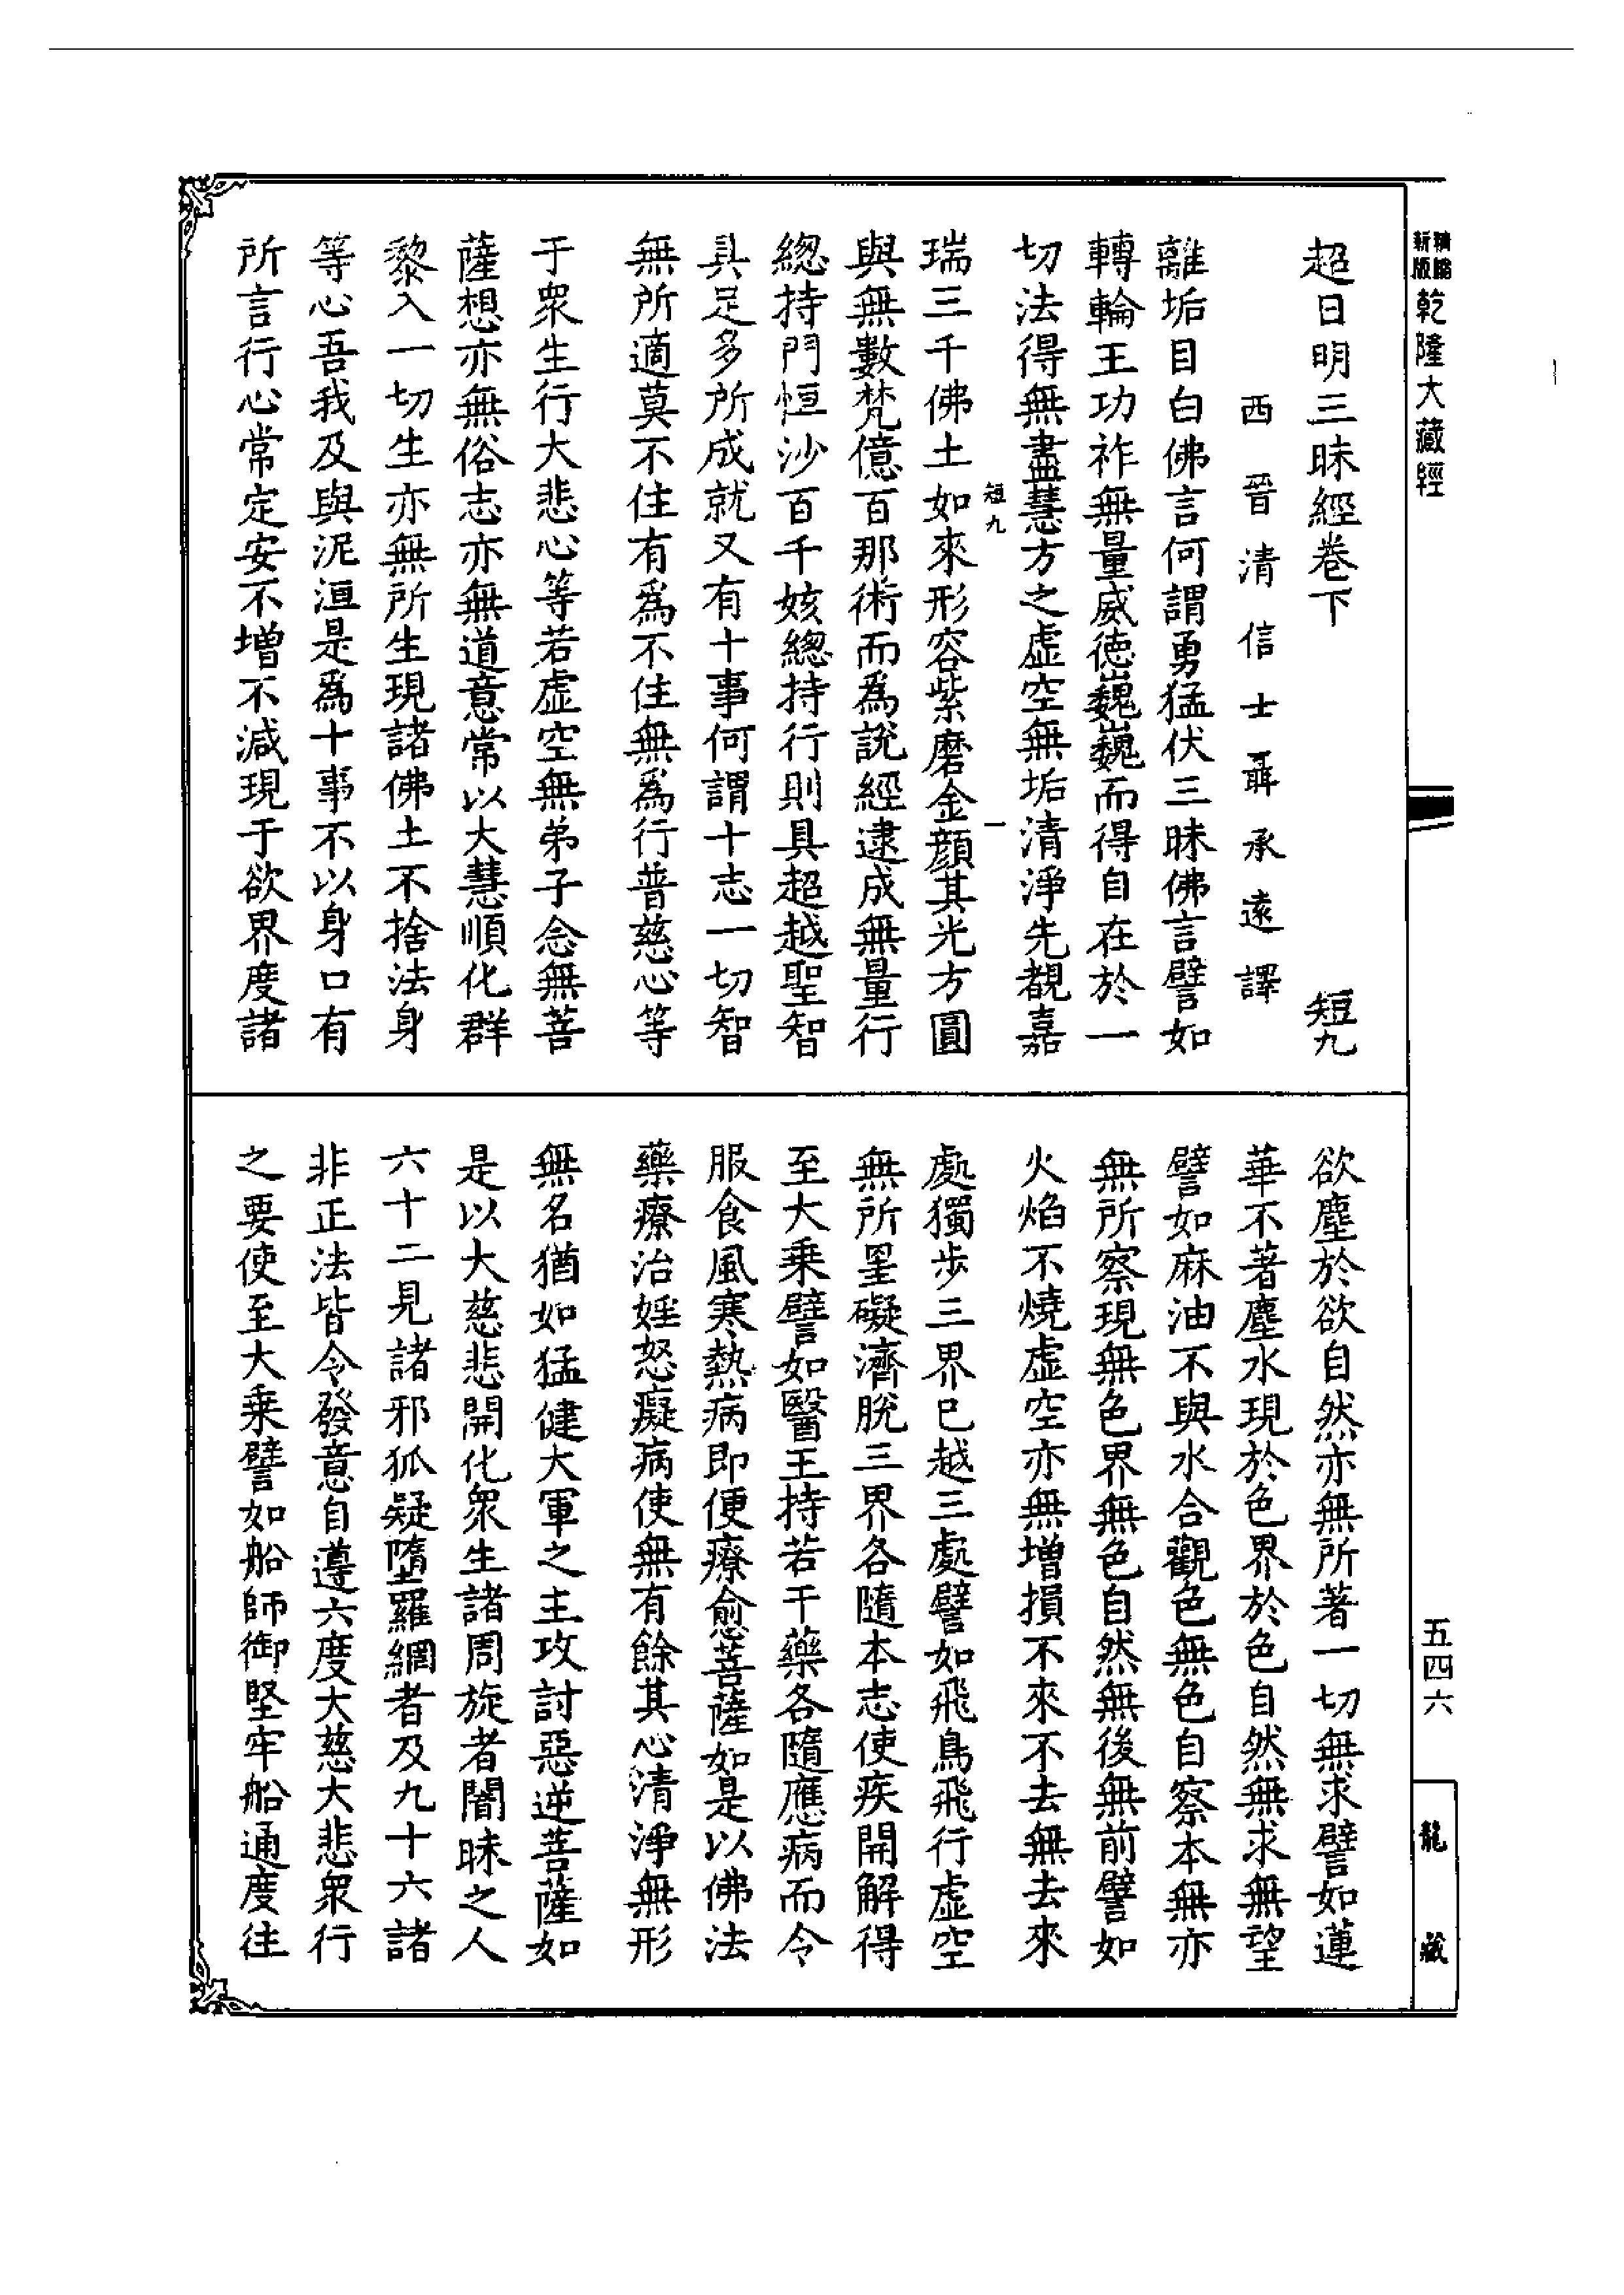 新版
精縮
乾隆大藏經
超日明三昧經卷下 短九
西晉清信士聶承遠譯
離垢目白佛言何謂勇猛伏三昧佛言譬如
轉輪王功祚無量威德巍巍而得自在於一
切法得無盡慧方之虛空無垢清淨先覩嘉
短九 一
瑞三千佛土如來形容紫磨金顏其光方圓
與無數梵億百那術而為說經逮成無量行
總持門恒沙百千姟總持行則具超越聖智
具足多所成就又有十事何謂十志一切智
無所適莫不住有為不住無為行普慈心等
于眾生行大悲心等若虛空無弟子念無菩
薩想亦無俗志亦無道意常以大慧順化群
黎入一切生亦無所生現諸佛土不捨法身
等心吾我及與泥洹是為十事不以身口有
所言行心常定安不增不減現于欲界度諸
欲塵於欲自然亦無所著一切無求譬如蓮
華不著塵水現於色界於色自然無求無望
譬如麻油不與水合觀色無色自察本無亦
無所察現無色界無色自然無後無前譬如
火焰不燒虛空亦無增損不來不去無去來
處獨步三界已越三處譬如飛鳥飛行虛空
無所罣礙濟脫三界各隨本志使疾開解得
至大乘譬如醫王持若干藥各隨應病而令
服食風寒熱病即便療愈菩薩如是以佛法
藥療治婬怒癡病使無有餘其心清淨無形
無名猶如猛健大軍之主攻討惡逆菩薩如
是以大慈悲開化眾生諸周旋者闇昧之人
六十二見諸邪狐疑墮羅網者及九十六諸
非正法皆令發意自遵六度大慈大悲眾行
之要使至大乘譬如船師御堅牢船通度往
五四六
龍藏